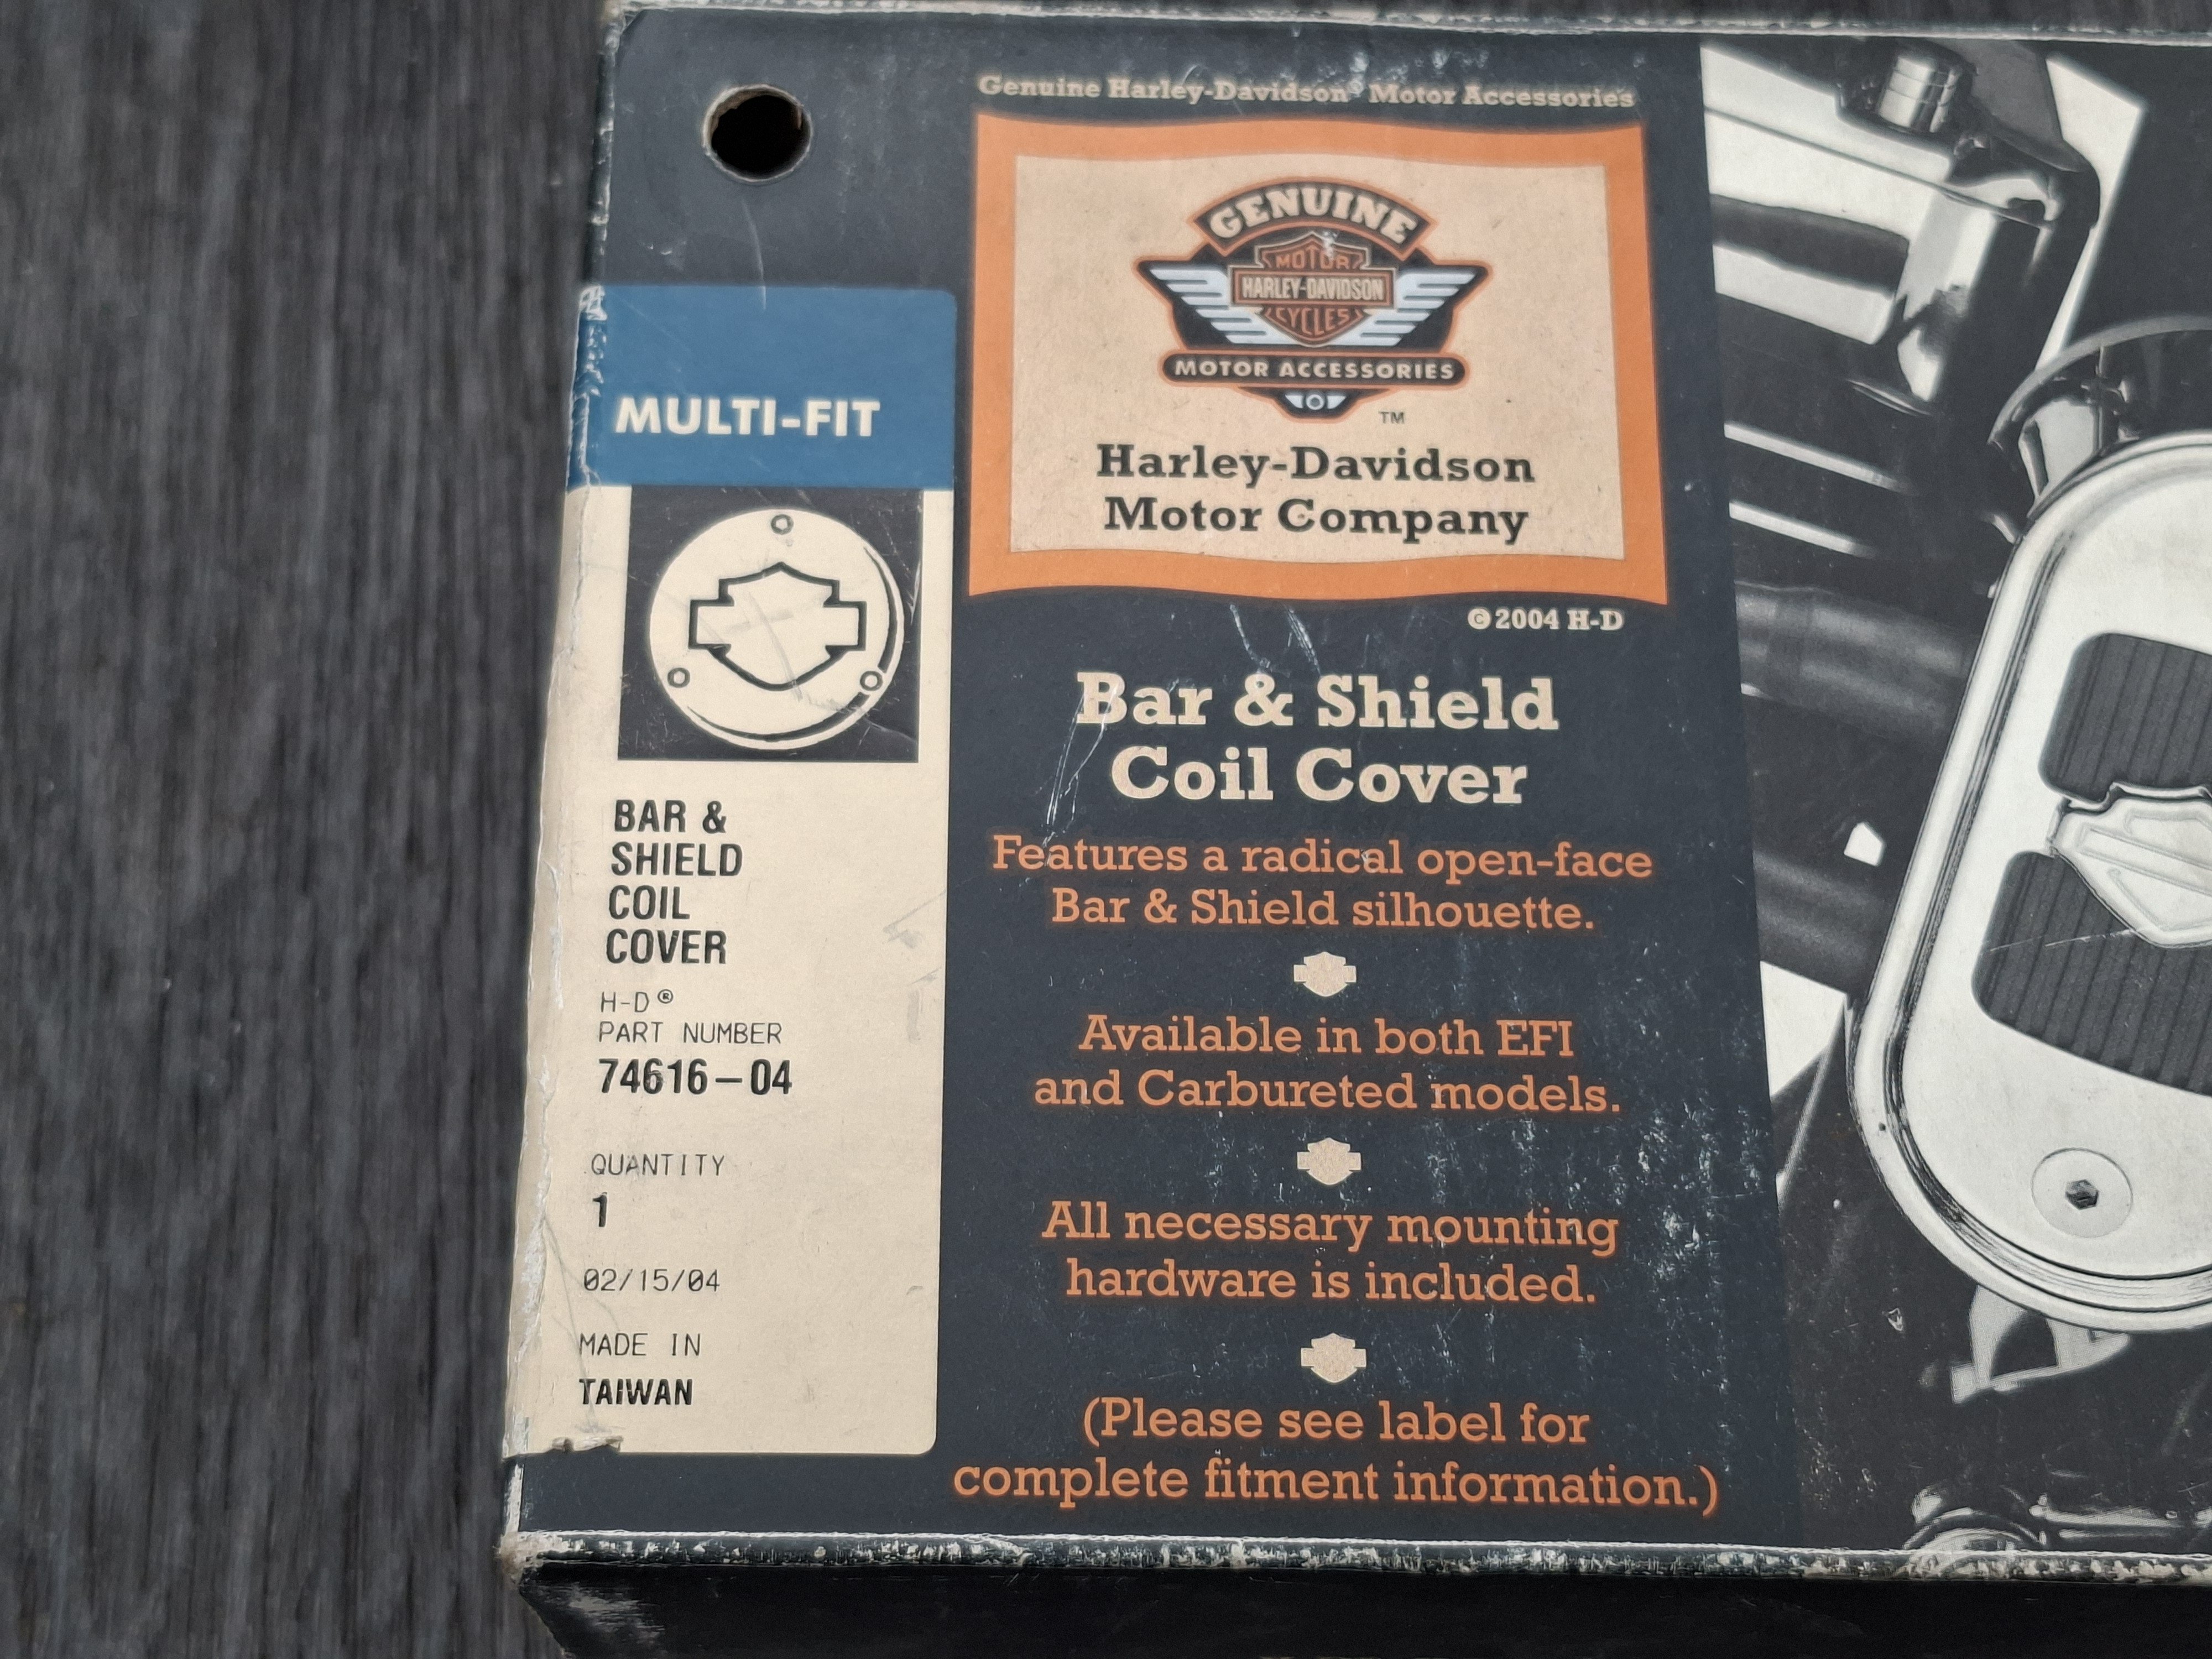 Genuine Harley-Davidson® Motor Accessories
GENUINE
MOTOR
HARLEY-DAVIDSON
CYCLES
MOTOR ACCESSORIES
TM
Harley-Davidson
Motor Company
©2004 H-D
MULTI-FIT
BAR &
SHIELD
COIL
COVER
H-D®
PART NUMBER
74616-04
QUANTITY
1
02/15/04
MADE IN
TAIWAN
Bar & Shield
Coil Cover
Features a radical open-face
Bar & Shield silhouette.
Available in both EFI
and Carbureted models.
All necessary mounting
hardware is included.
(Please see label for
complete fitment information.)